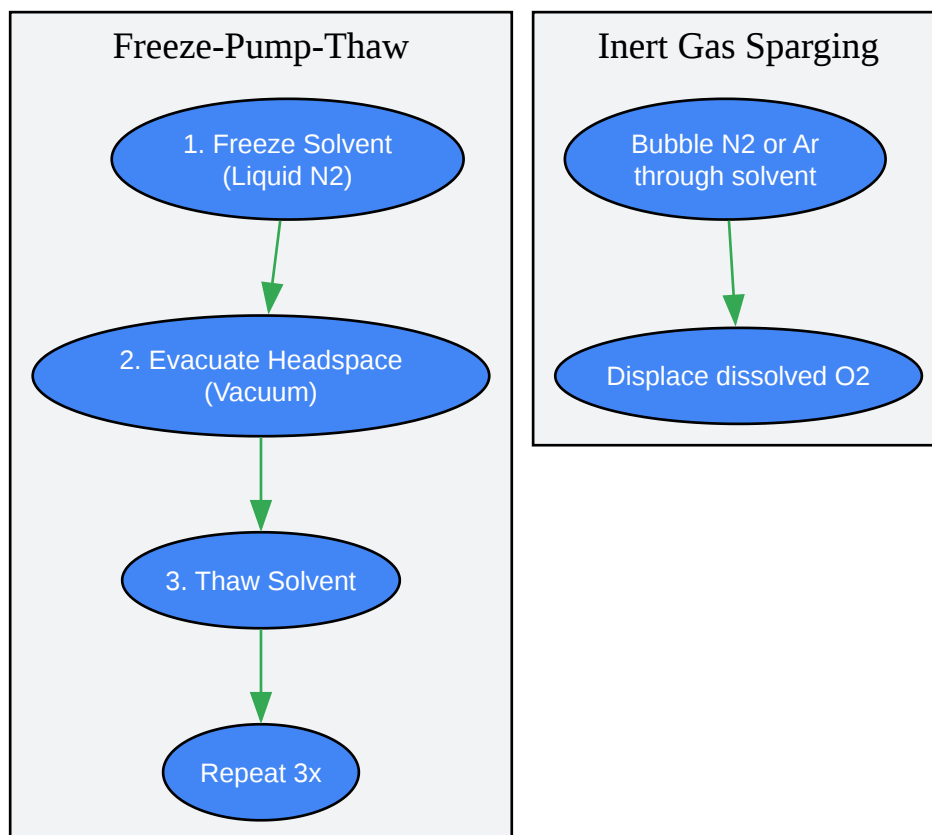 Freeze-Pump-Thaw
1. Freeze Solvent
(Liquid N2)
2. Evacuate Headspace
(Vacuum)
3. Thaw Solvent
Repeat 3x
Inert Gas Sparging
Bubble N2 or Ar
through solvent
Displace dissolved O2